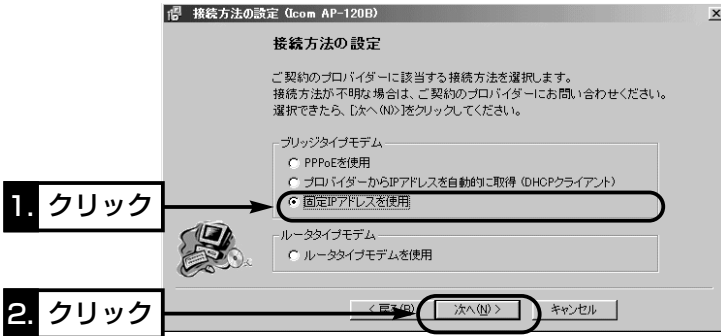 接続方法の設定 (Icom AP-120B)
接続方法の設定
ご契約のプロバイダーに該当する接続方法を選択します。
接続方法が不明な場合は、ご契約のプロバイダーにお問い合わせください。
選択できたら、[次へ(N)>]をクリックしてください。
ブリッジタイプモデム
PPPoEを使用
プロバイダーからIPアドレスを自動的に取得 (DHCPクライアント)
1. クリック
固定IPアドレスを使用
ルータタイプモデム
ルータタイプモデムを使用
2. クリック
< 戻る(B)
次へ(N) >
キャンセル